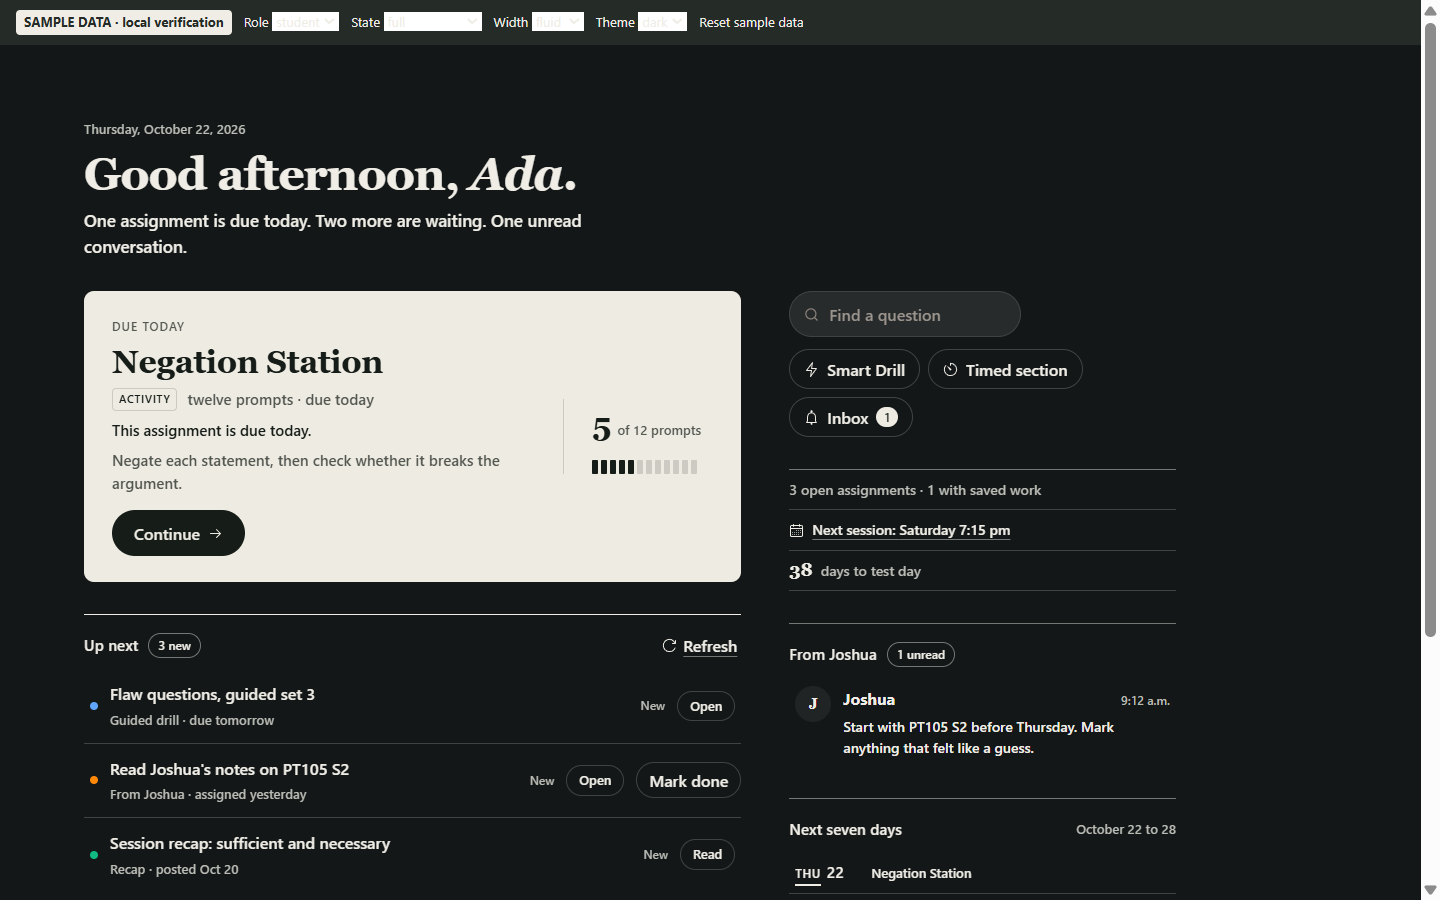 SAMPLE DATA · local verification Role student State full Width fluid Theme dark Reset sample data
Thursday, October 22, 2026
Good afternoon, Ada.
One assignment is due today. Two more are waiting. One unread
conversation.
DUE TODAY
Negation Station
ACTIVITY twelve prompts · due today
This assignment is due today.
Negate each statement, then check whether it breaks the
argument.
Continue
5 of 12 prompts
Find a question
Smart Drill Timed section
Inbox 1
3 open assignments · 1 with saved work
Next session: Saturday 7:15 pm
38 days to test day
Up next 3 new Refresh
Flaw questions, guided set 3
Guided drill · due tomorrow
New Open
Read Joshua's notes on PT105 S2
From Joshua · assigned yesterday
New Open Mark done
Session recap: sufficient and necessary
Recap · posted Oct 20
New Read
From Joshua 1 unread
J Joshua 9:12 a.m.
Start with PT105 S2 before Thursday. Mark
anything that felt like a guess.
Next seven days October 22 to 28
THU 22 Negation Station